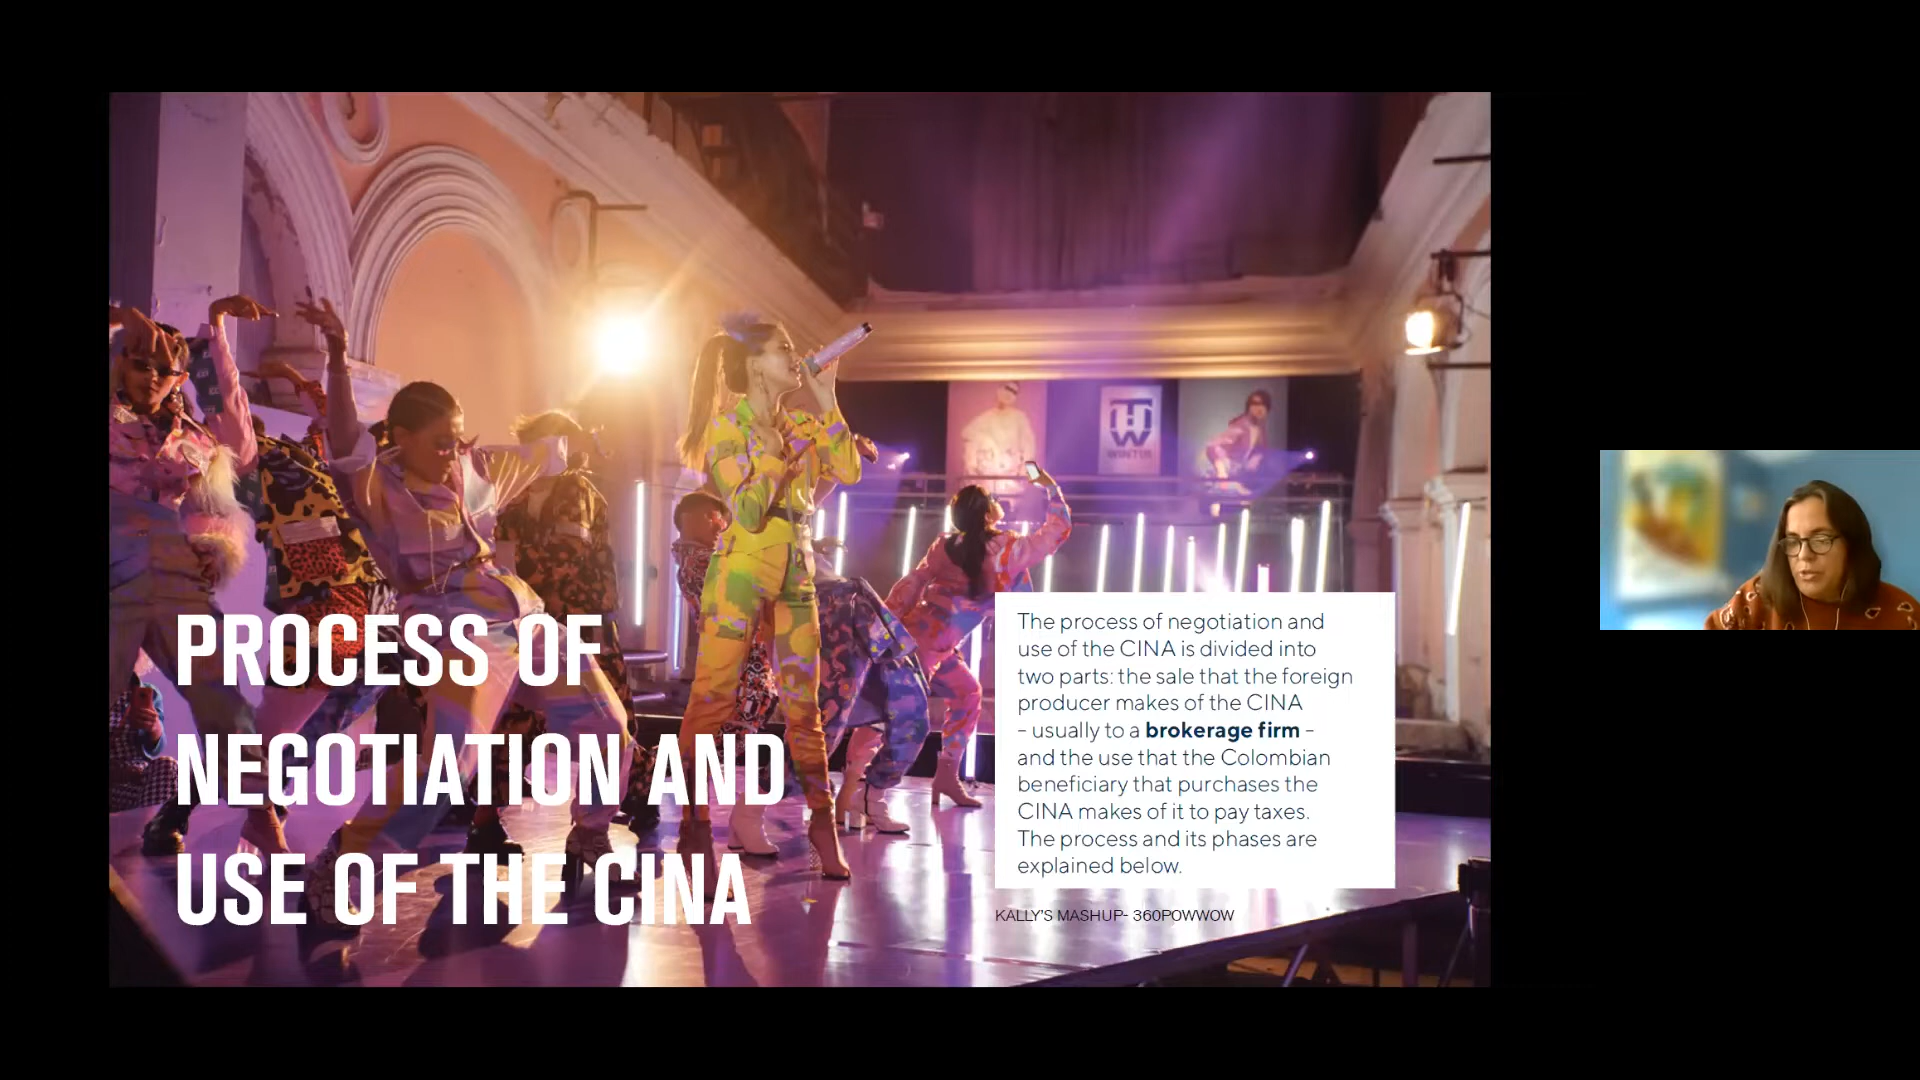 TH
W
WINTER
PROCESS OF
NEGOTIATION AND
USE OF THE CINA
The process of negotiation and
use of the CINA is divided into
two parts: the sale that the foreign
producer makes of the CINA
– usually to a brokerage firm –
and the use that the Colombian
beneficiary that purchases the
CINA makes of it to pay taxes.
The process and its phases are
explained below.
KALLY'S MASHUP- 360POWWOW